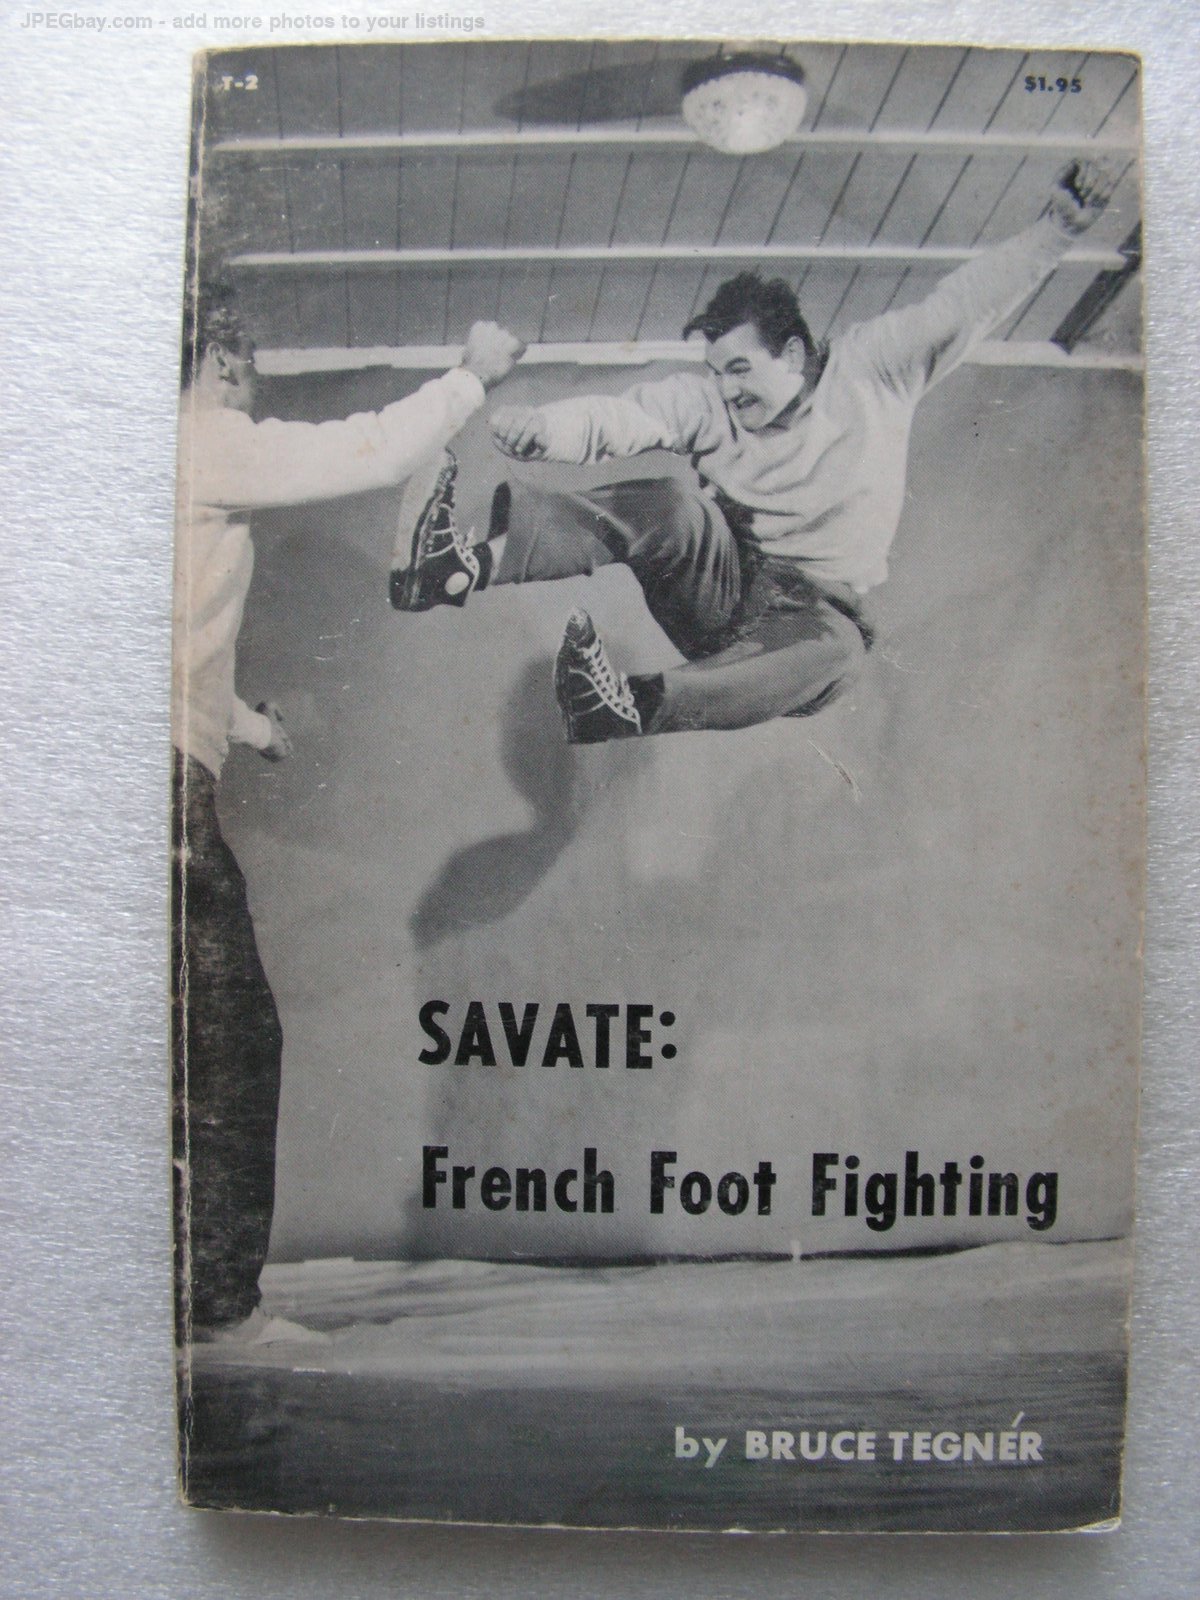 JPEGbay.com - add more photos to your listings
T-2
$1.95
SAVATE:
French Foot Fighting
by BRUCE TEGNÉR